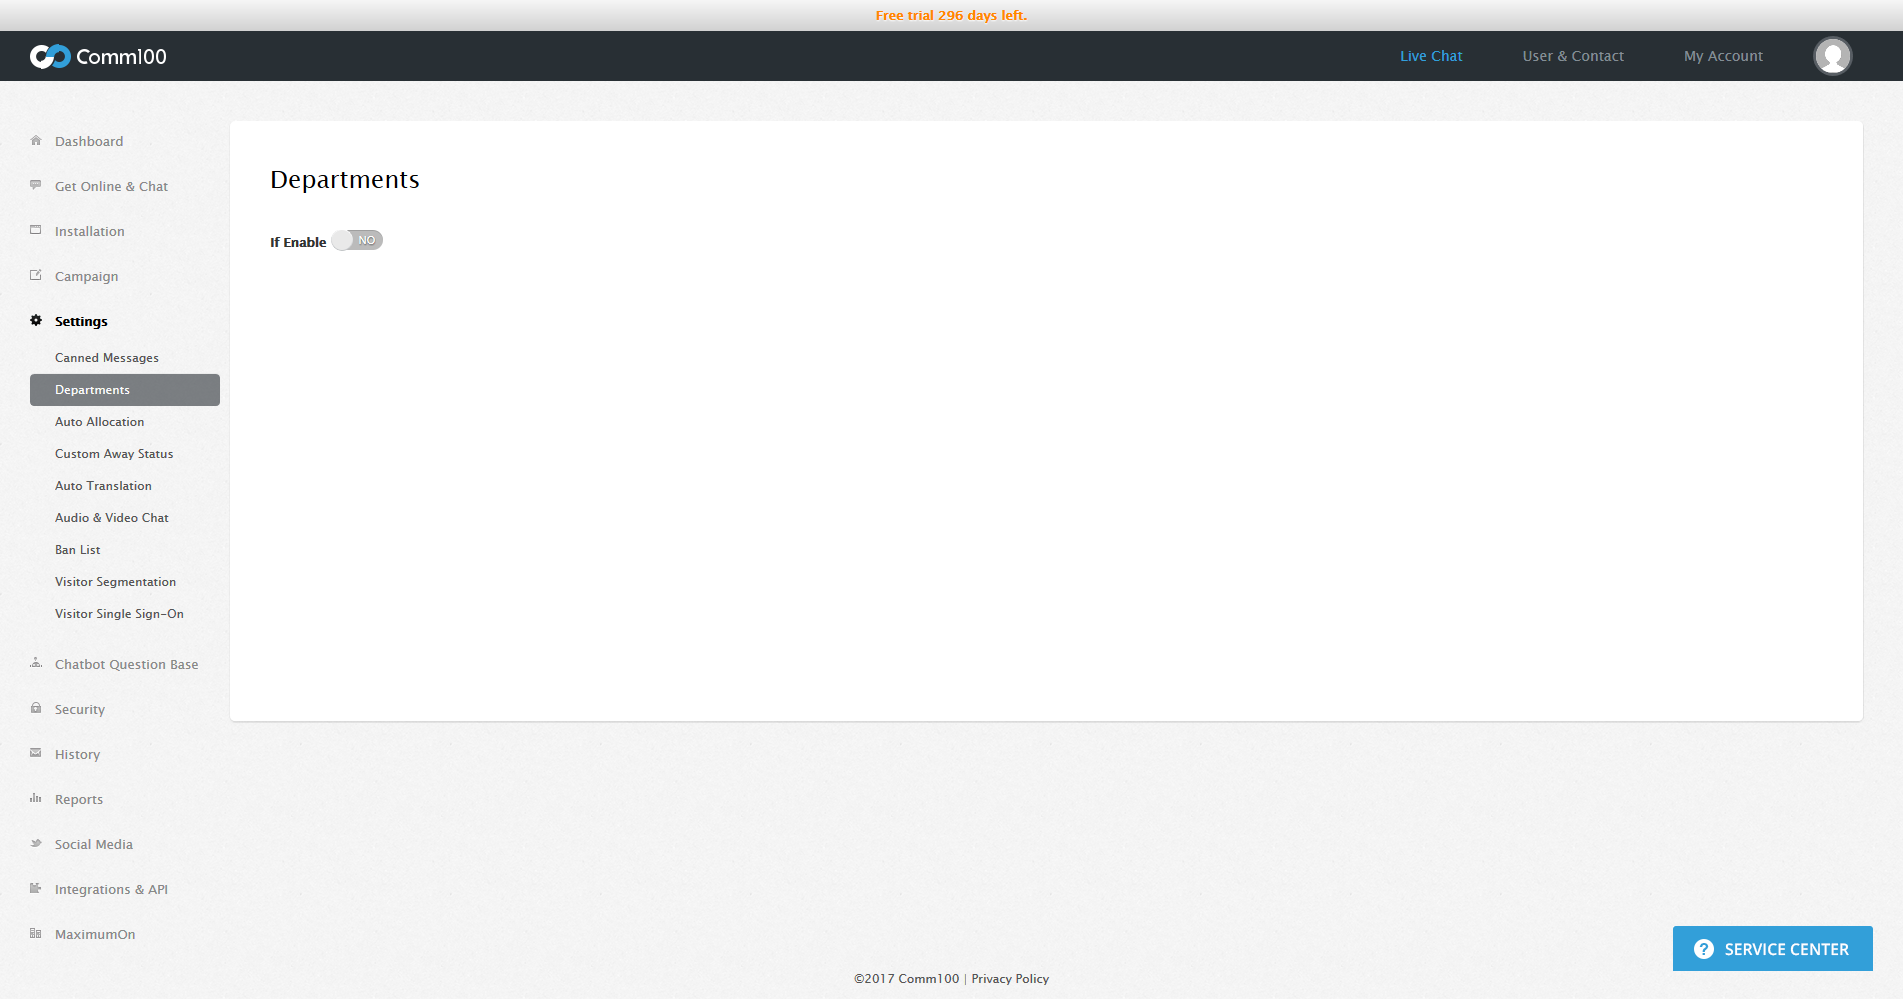 Free trial 296 days left.
Comm100
Live Chat
User & Contact
My Account
Dashboard
Get Online & Chat
Installation
Campaign
Settings
Canned Messages
Departments
Auto Allocation
Custom Away Status
Auto Translation
Audio & Video Chat
Ban List
Visitor Segmentation
Visitor Single Sign-On
Chatbot Question Base
Security
History
Reports
Social Media
Integrations & API
MaximumOn
Departments
If Enable NO
? SERVICE CENTER
©2017 Comm100 | Privacy Policy